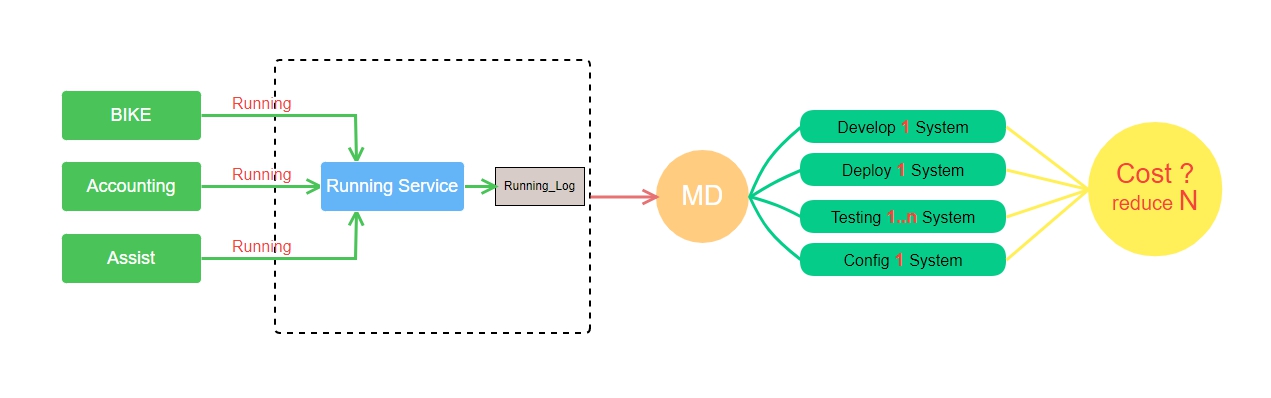 BIKE
Running
Accounting
Running
Assist
Running
Running Service
Running_Log
MD
Develop 1 System
Deploy 1 System
Testing 1..n System
Config 1 System
Cost ?
reduce N